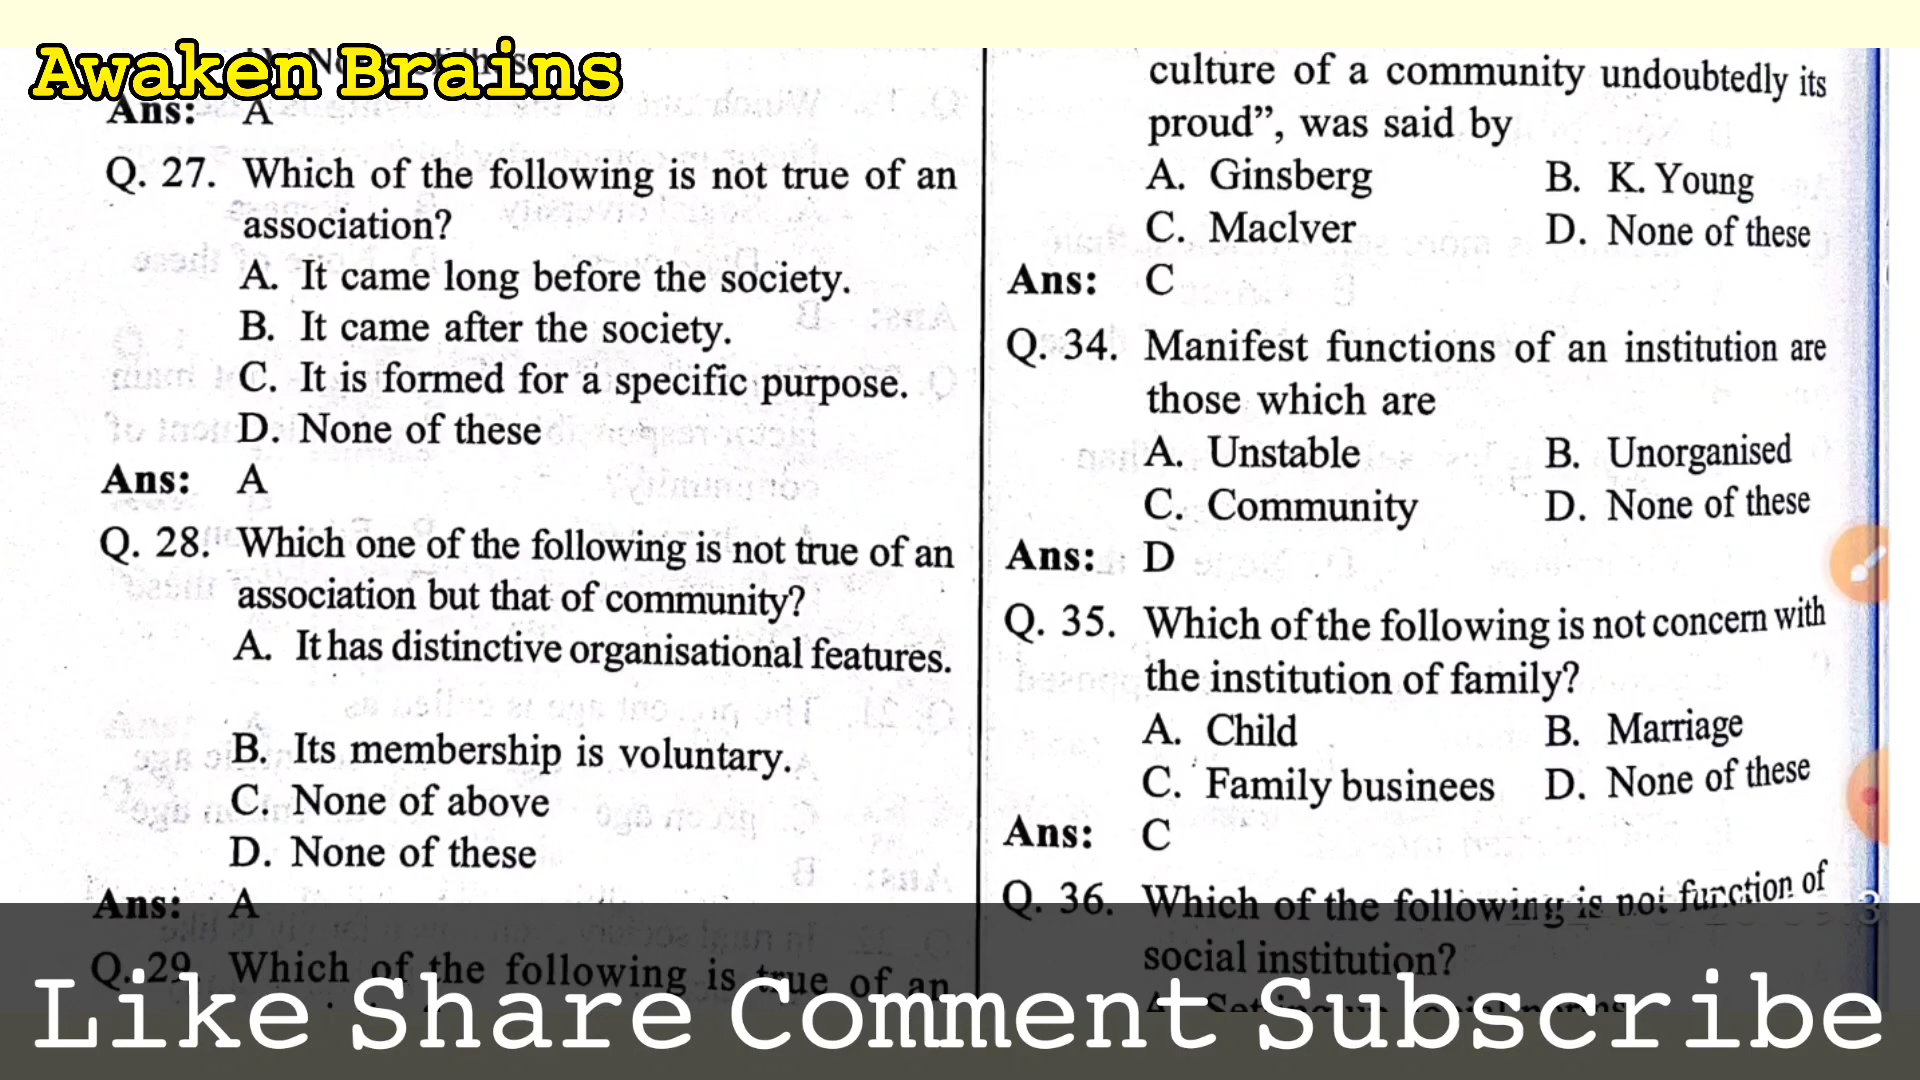 Awaken Brains
Ans: A
Q. 27. Which of the following is not true of an
association?
A. It came long before the society.
B. It came after the society.
C. It is formed for a specific purpose.
D. None of these
Ans: A
Q. 28. Which one of the following is not true of an
association but that of community?
A. It has distinctive organisational features.
B. Its membership is voluntary.
C. None of above
D. None of these
Ans: A
Q. 29. Which of the following is true of an
culture of a community undoubtedly its
proud”, was said by
A. Ginsberg B. K. Young
C. Maclver D. None of these
Ans: C
Q. 34. Manifest functions of an institution are
those which are
A. Unstable B. Unorganised
C. Community D. None of these
Ans: D
Q. 35. Which of the following is not concern with
the institution of family?
A. Child B. Marriage
C. Family businees D. None of these
Ans: C
Q. 36. Which of the following is not function of
social institution?
Like Share Comment Subscribe